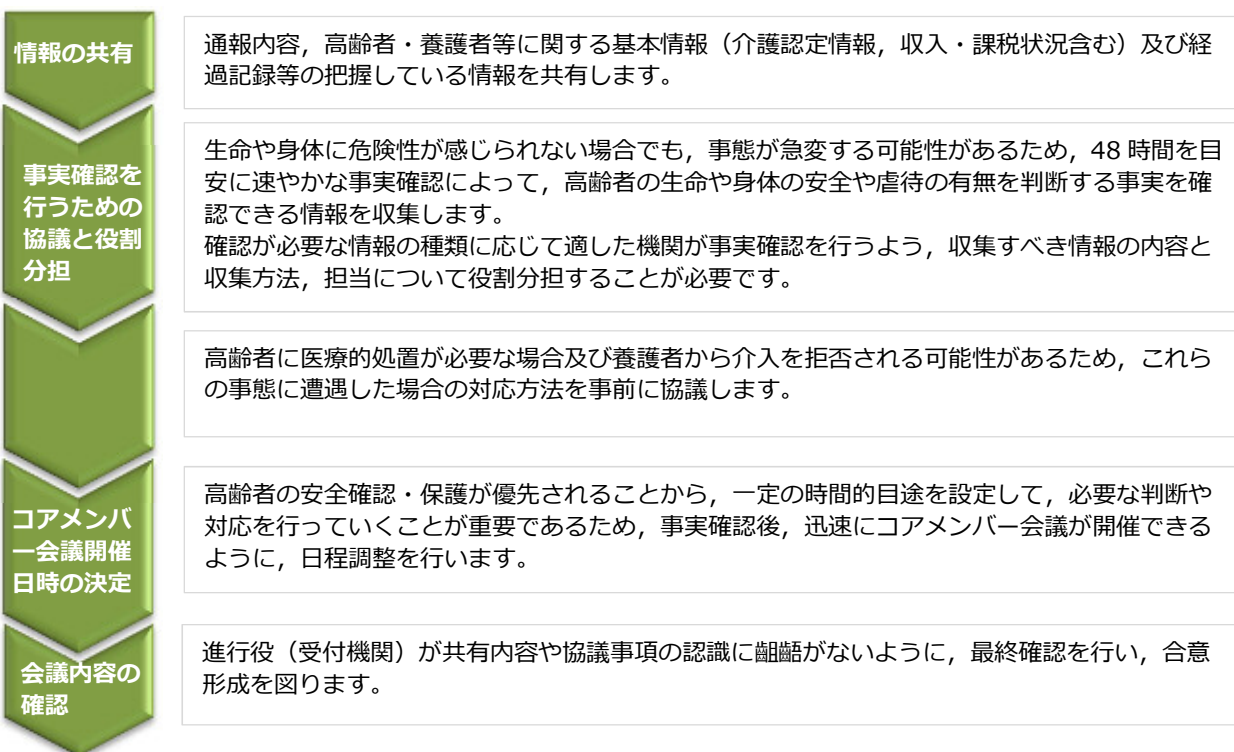 情報の共有
通報内容，高齢者・養護者等に関する基本情報（介護認定情報，収入・課税状況含む）及び経
過記録等の把握している情報を共有します。
事実確認を
行うための
協議と役割
分担
生命や身体に危険性が感じられない場合でも，事態が急変する可能性があるため，48 時間を目
安に速やかな事実確認によって，高齢者の生命や身体の安全や虐待の有無を判断する事実を確
認できる情報を収集します。
確認が必要な情報の種類に応じて適した機関が事実確認を行うよう，収集すべき情報の内容と
収集方法，担当について役割分担することが必要です。
高齢者に医療的処置が必要な場合及び養護者から介入を拒否される可能性があるため，これら
の事態に遭遇した場合の対応方法を事前に協議します。
コアメンバ
ー会議開催
日時の決定
高齢者の安全確認・保護が優先されることから，一定の時間的目途を設定して，必要な判断や
対応を行っていくことが重要であるため，事実確認後，迅速にコアメンバー会議が開催できる
ように，日程調整を行います。
会議内容の
確認
進行役（受付機関）が共有内容や協議事項の認識に齟齬がないように，最終確認を行い，合意
形成を図ります。